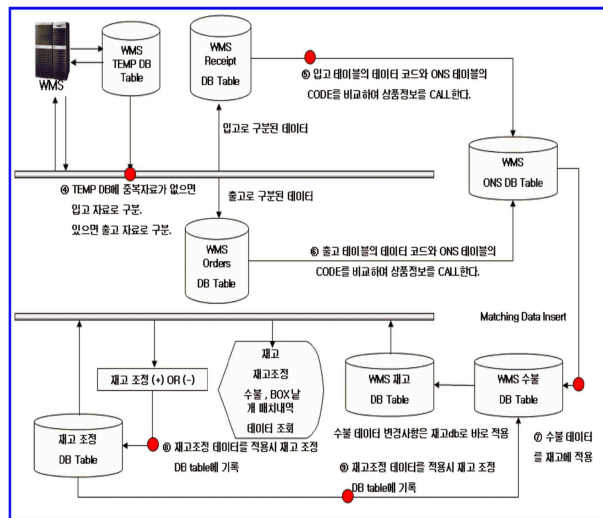 WMS
WMS
TEMP DB
Table
WMS
Receipt
DB Table
⑤ 입고 테이블의 데이터 코드와 ONS 테이블의
CODE를 비교하여 상품정보를 CALL한다.
입고로 구분된 데이터
WMS
ONS DB Table
④ TEMP DB에 중복자료가 없으면
입고 자료로 구분.
있으면 출고 자료로 구분.
출고로 구분된 데이터
WMS
Orders
DB Table
⑥ 출고 테이블의 데이터 코드와 ONS 테이블의
CODE를 비교하여 상품정보를 CALL한다.
Matching Data Insert
재고 조정 (+) OR (-)
재고
재고조정
수불 , BOX낱
개 매치내역
데이터 조회
WMS 재고
DB Table
WMS 수불
DB Table
재고 조정
DB Table
수불 데이터 변경사항은 재고db로 바로 적용
⑦ 수불 데이터
를 재고에 적용
⑧ 재고조정 데이터를 적용시 재고 조정
DB table에 기록
⑨ 재고조정 데이터를 적용시 재고 조정
DB table에 기록